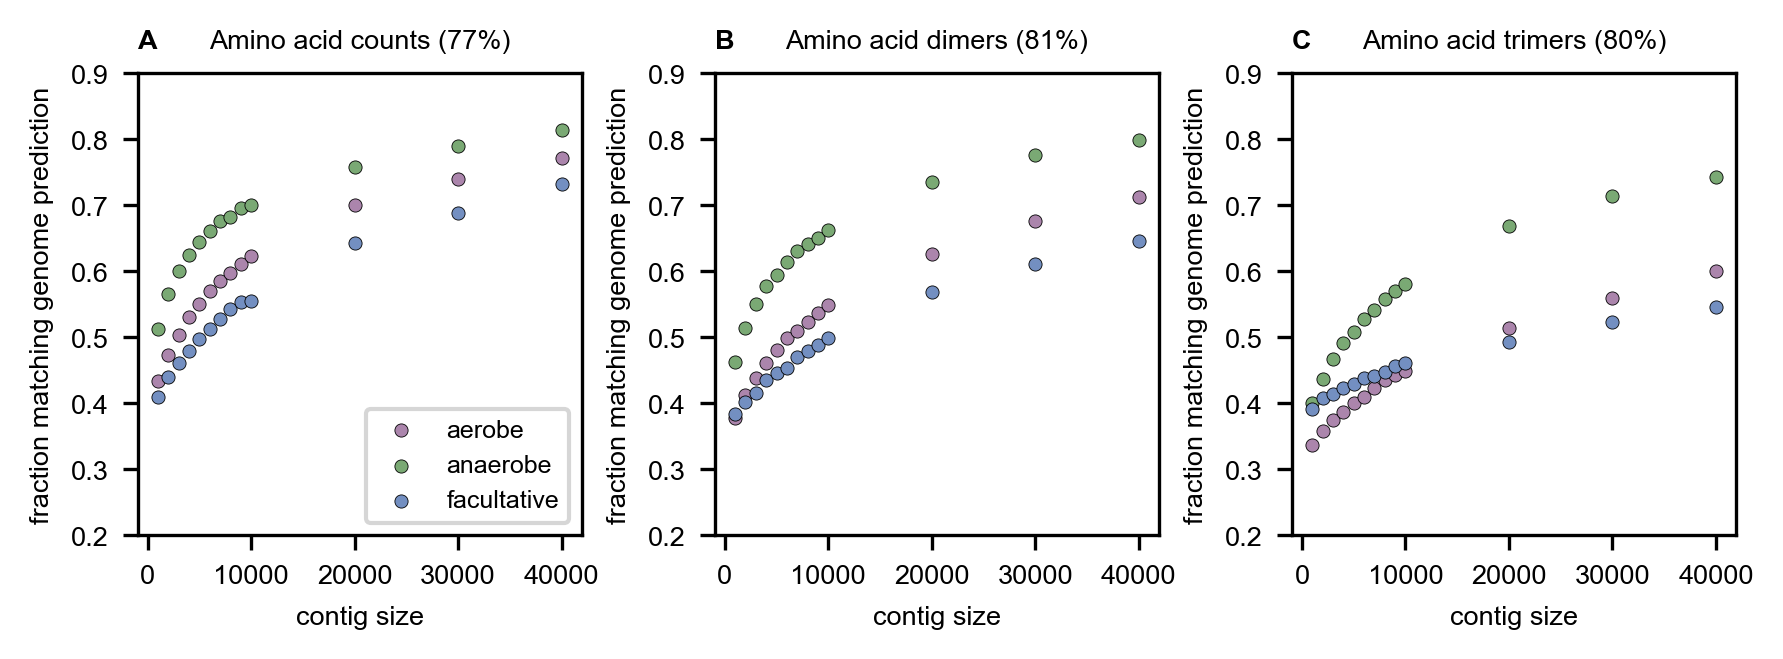 A Amino acid counts (77%)
fraction matching genome prediction
0.9
0.8
0.7
0.6
0.5
0.4
0.3
0.2
aerobe
anaerobe
facultative
0 10000 20000 30000 40000
contig size
B Amino acid dimers (81%)
fraction matching genome prediction
0.9
0.8
0.7
0.6
0.5
0.4
0.3
0.2
0 10000 20000 30000 40000
contig size
C Amino acid trimers (80%)
fraction matching genome prediction
0.9
0.8
0.7
0.6
0.5
0.4
0.3
0.2
0 10000 20000 30000 40000
contig size